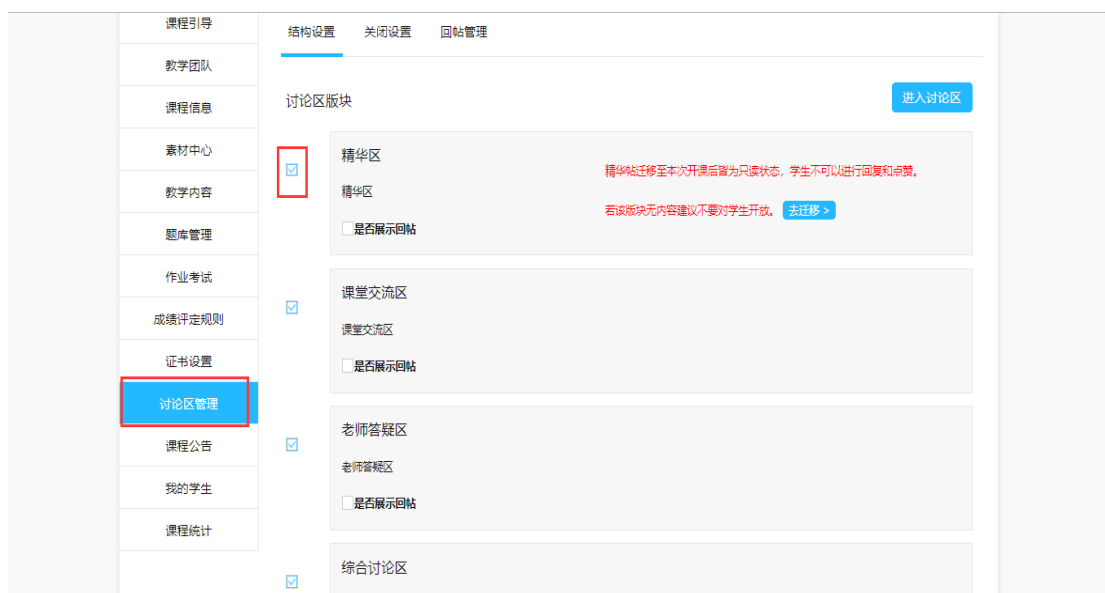 课程引导
教学团队
课程信息
素材中心
教学内容
题库管理
作业考试
成绩评定规则
证书设置
讨论区管理
课程公告
我的学生
课程统计
结构设置 关闭设置 回帖管理
讨论区版块 进入讨论区
精华区
精华区
是否展示回帖
精华帖迁移至本次开课后皆为只读状态，学生不可以进行回复和点赞。
若该版块无内容建议不要对学生开放。 去迁移 >
课堂交流区
课堂交流区
是否展示回帖
老师答疑区
老师答疑区
是否展示回帖
综合讨论区